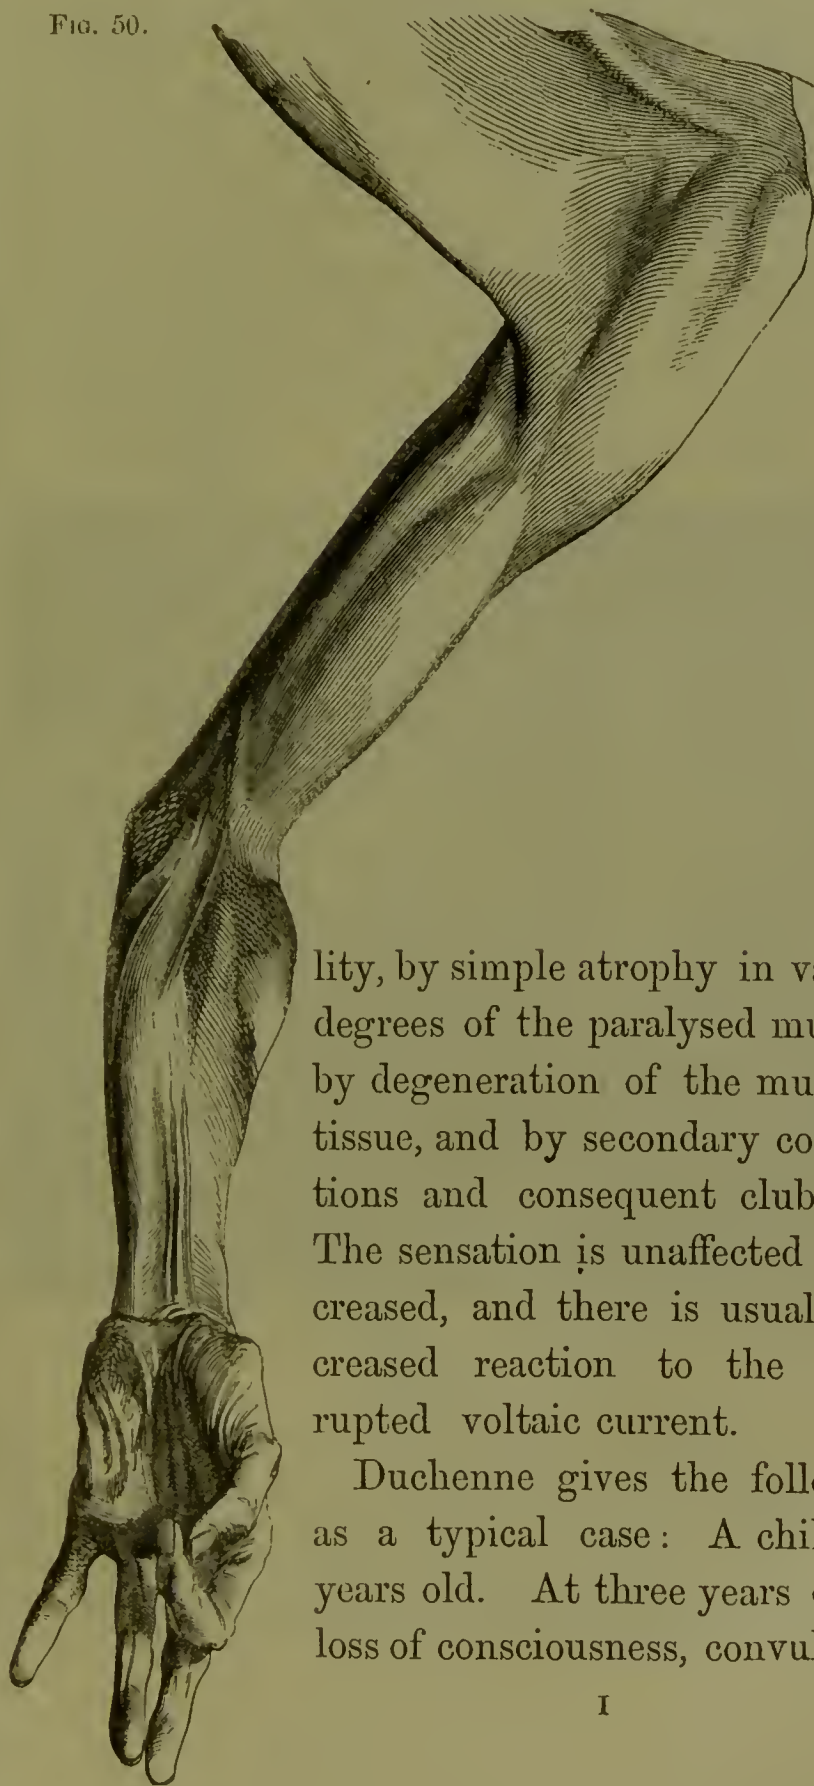 FIG. 50.
lity, by simple atrophy in va
degrees of the paralysed mu
by degeneration of the mu
tissue, and by secondary co
tions and consequent club
The sensation is unaffected
creased, and there is usual
creased reaction to the
rupted voltaic current.
Duchenne gives the foll
as a typical case: A chil
years old. At three years
loss of consciousness, convul
I